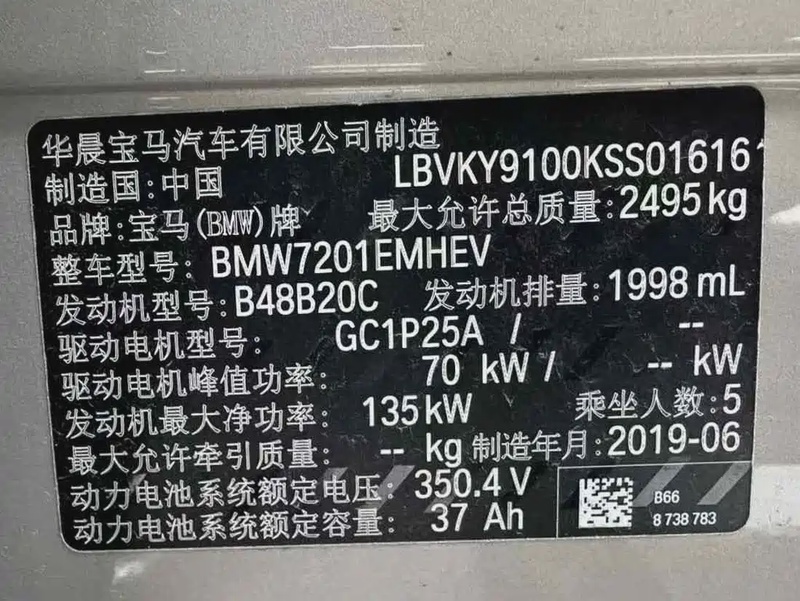 华晨宝马汽车有限公司制造
制造国:中国 LBVKY9100KSS01616
品牌:宝马(BMW)牌 最大允许总质量:2495kg
整车型号: BMW7201EMHEV
发动机型号:B48B20C 发动机排量:1998 mL
驱动电机型号: GC1P25A / --
驱动电机峰值功率: 70 kW / -- kW
发动机最大净功率: 135kW 乘坐人数:5
最大允许牵引质量: -- kg 制造年月:2019-06
动力电池系统额定电压: 350.4 V
动力电池系统额定容量: 37 Ah
B66
8 738 783